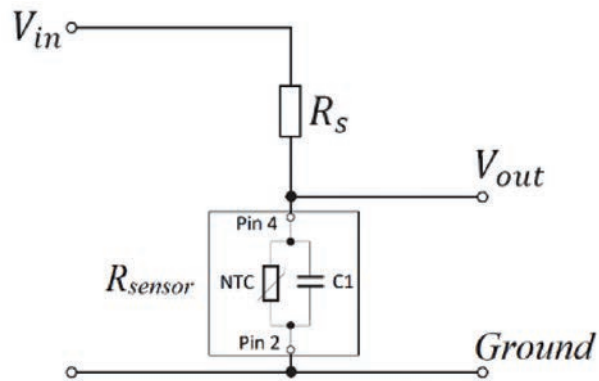 V_in
R_s
V_out
Pin 4
R_sensor
NTC
C1
Pin 2
Ground